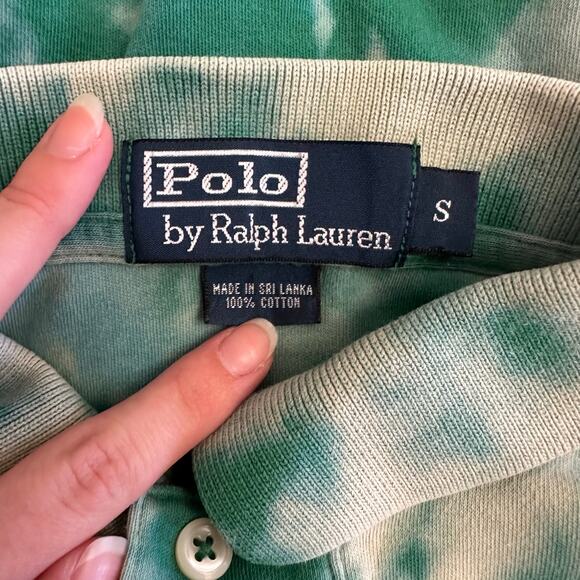 Polo
by Ralph Lauren
S
MADE IN SRI LANKA
100% COTTON